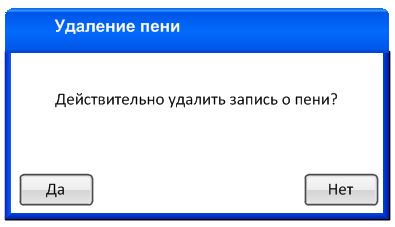 Удаление пени
Действительно удалить запись о пени?
Да
Нет